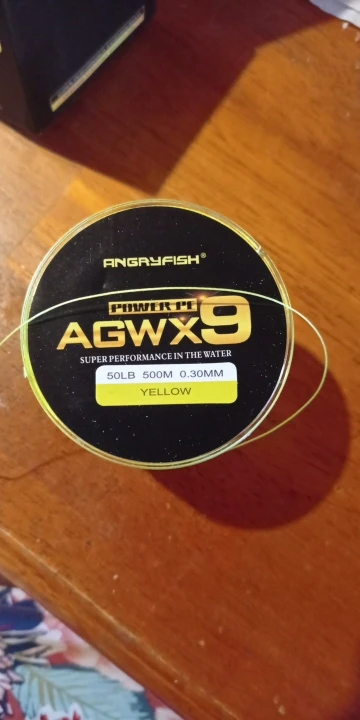 ANGRYFISH®
POWER PE
AGWX9
SUPER PERFORMANCE IN THE WATER
50LB 500M 0.30MM
YELLOW